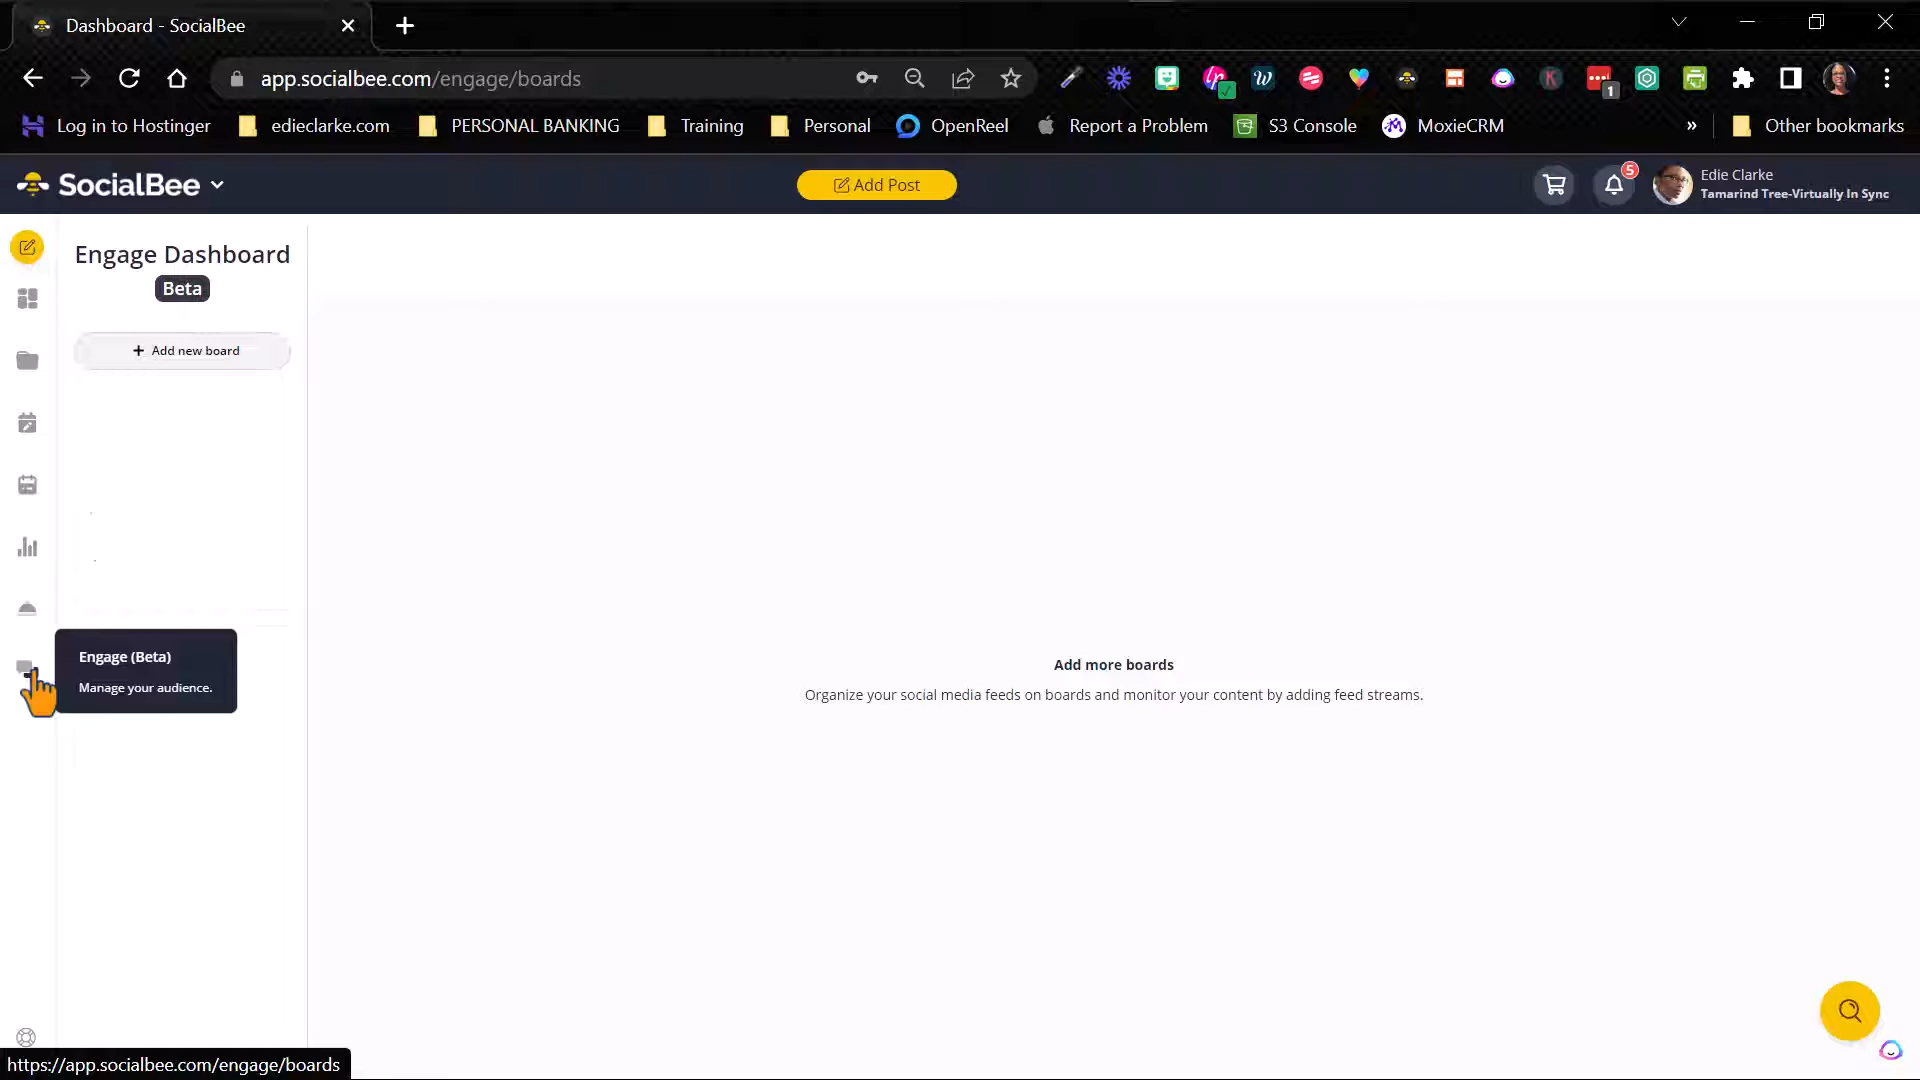 Dashboard - SocialBee
app.socialbee.com/engage/boards
1
Log in to Hostinger
edieclarke.com
PERSONAL BANKING
Training
Personal
OpenReel
Report a Problem
S3 Console
MoxieCRM
»
Other bookmarks
SocialBee
Add Post
5
Edie Clarke
Tamarind Tree-Virtually In Sync
Engage Dashboard
Beta
+ Add new board
Engage (Beta)
Manage your audience.
Add more boards
Organize your social media feeds on boards and monitor your content by adding feed streams.
https://app.socialbee.com/engage/boards